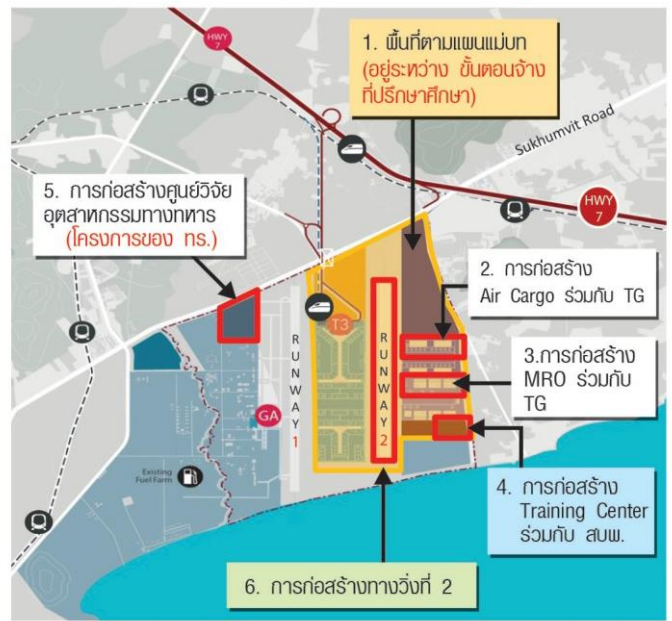 HWY
7
1. พื้นที่ตามแผนแม่บท
(อยู่ระหว่าง ขั้นตอนจ้าง
ที่ปรึกษาศึกษา)
Sukhumvit Road
HWY
7
5. การก่อสร้างศูนย์วิจัย
อุตสาหกรรมทางทหาร
(โครงการของ ทร.)
2. การก่อสร้าง
Air Cargo ร่วมกับ TG
T3
RUNWAY 1
RUNWAY 2
3.การก่อสร้าง
MRO ร่วมกับ
TG
GA
Existing
Fuel Farm
4. การก่อสร้าง
Training Center
ร่วมกับ สบพ.
6. การก่อสร้างทางวิ่งที่ 2